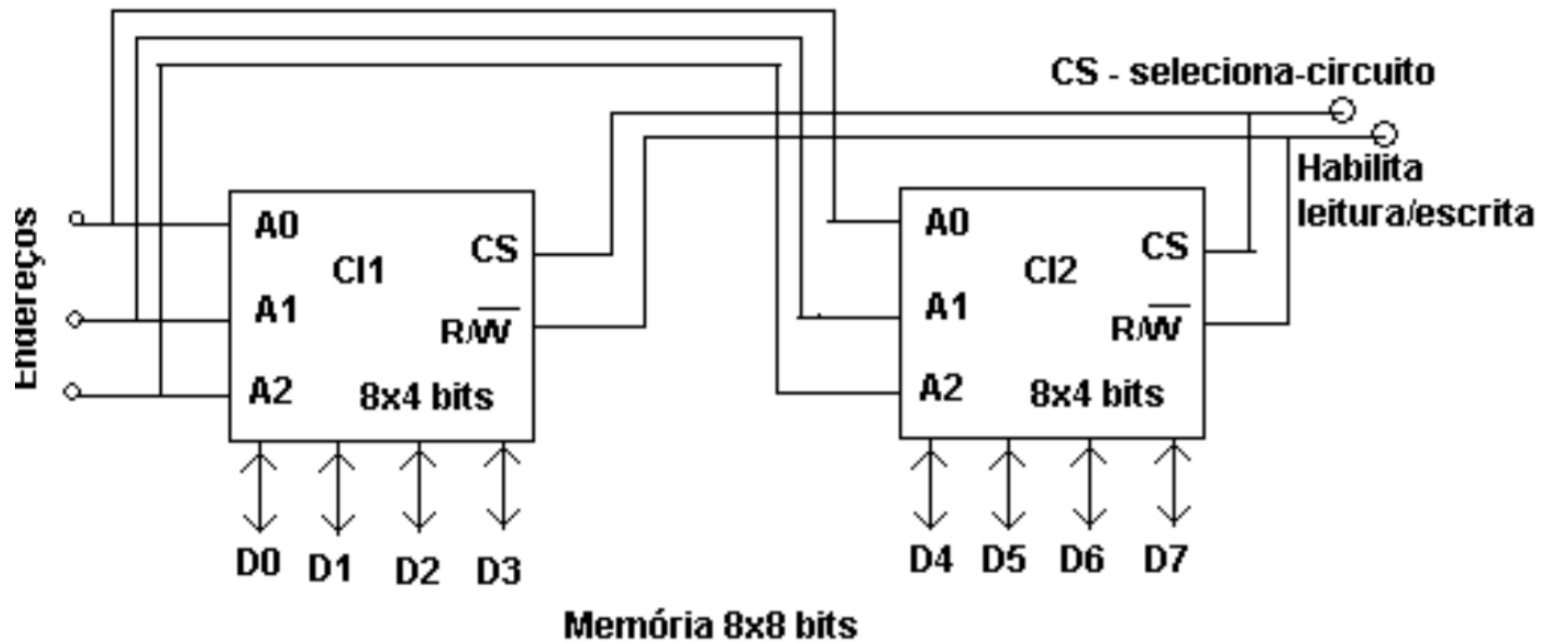 CS - seleciona-circuito
Habilita
leitura/escrita
Endereços
A0
CI1
CS
A1
R/W̅
A2
8x4 bits
A0
CI2
CS
A1
R/W̅
A2
8x4 bits
D0 D1 D2 D3
D4 D5 D6 D7
Memória 8x8 bits